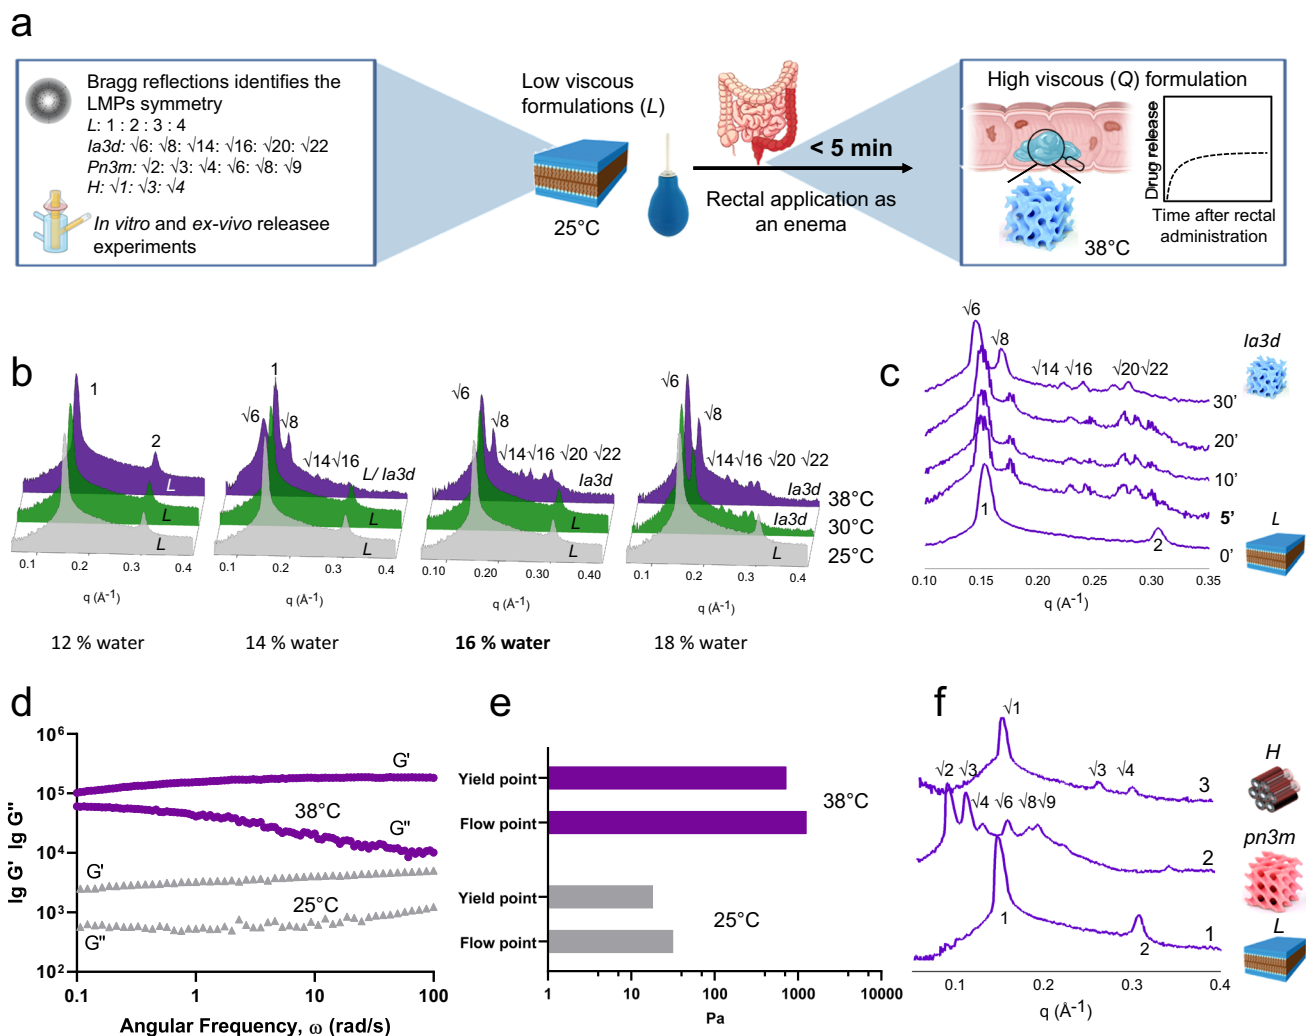 a
Bragg reflections identifies the
LMPs symmetry
L: 1 : 2 : 3 : 4
Ia3d: √6: √8: √14: √16: √20: √22
Pn3m: √2: √3: √4: √6: √8: √9
H: √1: √3: √4
In vitro and ex-vivo releasee
experiments
Low viscous
formulations (L)
25°C
< 5 min
Rectal application as
an enema
High viscous (Q) formulation
Drug release
Time after rectal
administration
38°C
b
1
2
L
L
L
0.1 0.2 0.3 0.4
q (Å-1)
12 % water
1
√6
√8
√14 √16
L/ Ia3d
L
L
0.1 0.2 0.3 0.4
q (Å-1)
14 % water
√6
√8
√14 √16 √20 √22
Ia3d
L
L
0.10 0.20 0.30 0.40
q (Å-1)
16 % water
√6
√8
√14 √16 √20 √22
Ia3d
Ia3d
L
0.1 0.2 0.3 0.4
q (Å-1)
18 % water
38°C
30°C
25°C
c
√6
√8
√14 √16 √20 √22
Ia3d
30'
20'
10'
5'
0'
1
2
L
0.10 0.15 0.20 0.25 0.30 0.35
q (A-1)
d
lg G' lg G''
106
105
104
103
102
G'
38°C
G''
G'
25°C
G''
0.1 1 10 100
Angular Frequency, ω (rad/s)
e
Yield point
Flow point
38°C
Yield point
Flow point
25°C
1 10 100 1000 10000
Pa
f
√1
√3 √4
3
H
√2 √3
√4 √6 √8 √9
2
pn3m
1
2
1
L
0.1 0.2 0.3 0.4
q (Å-1)